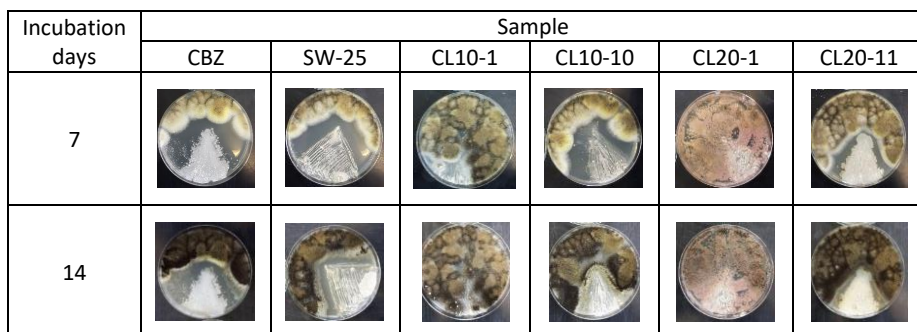 Incubation days
Sample
CBZ SW-25 CL10-1 CL10-10 CL20-1 CL20-11
7
14